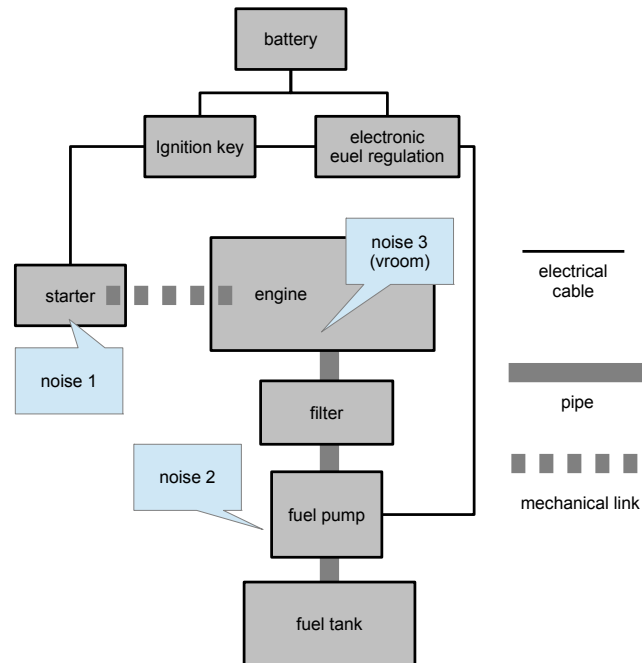 battery
Ignition key
electronic
euel regulation
noise 3
(vroom)
starter
engine
electrical
cable
noise 1
filter
pipe
noise 2
fuel pump
mechanical link
fuel tank